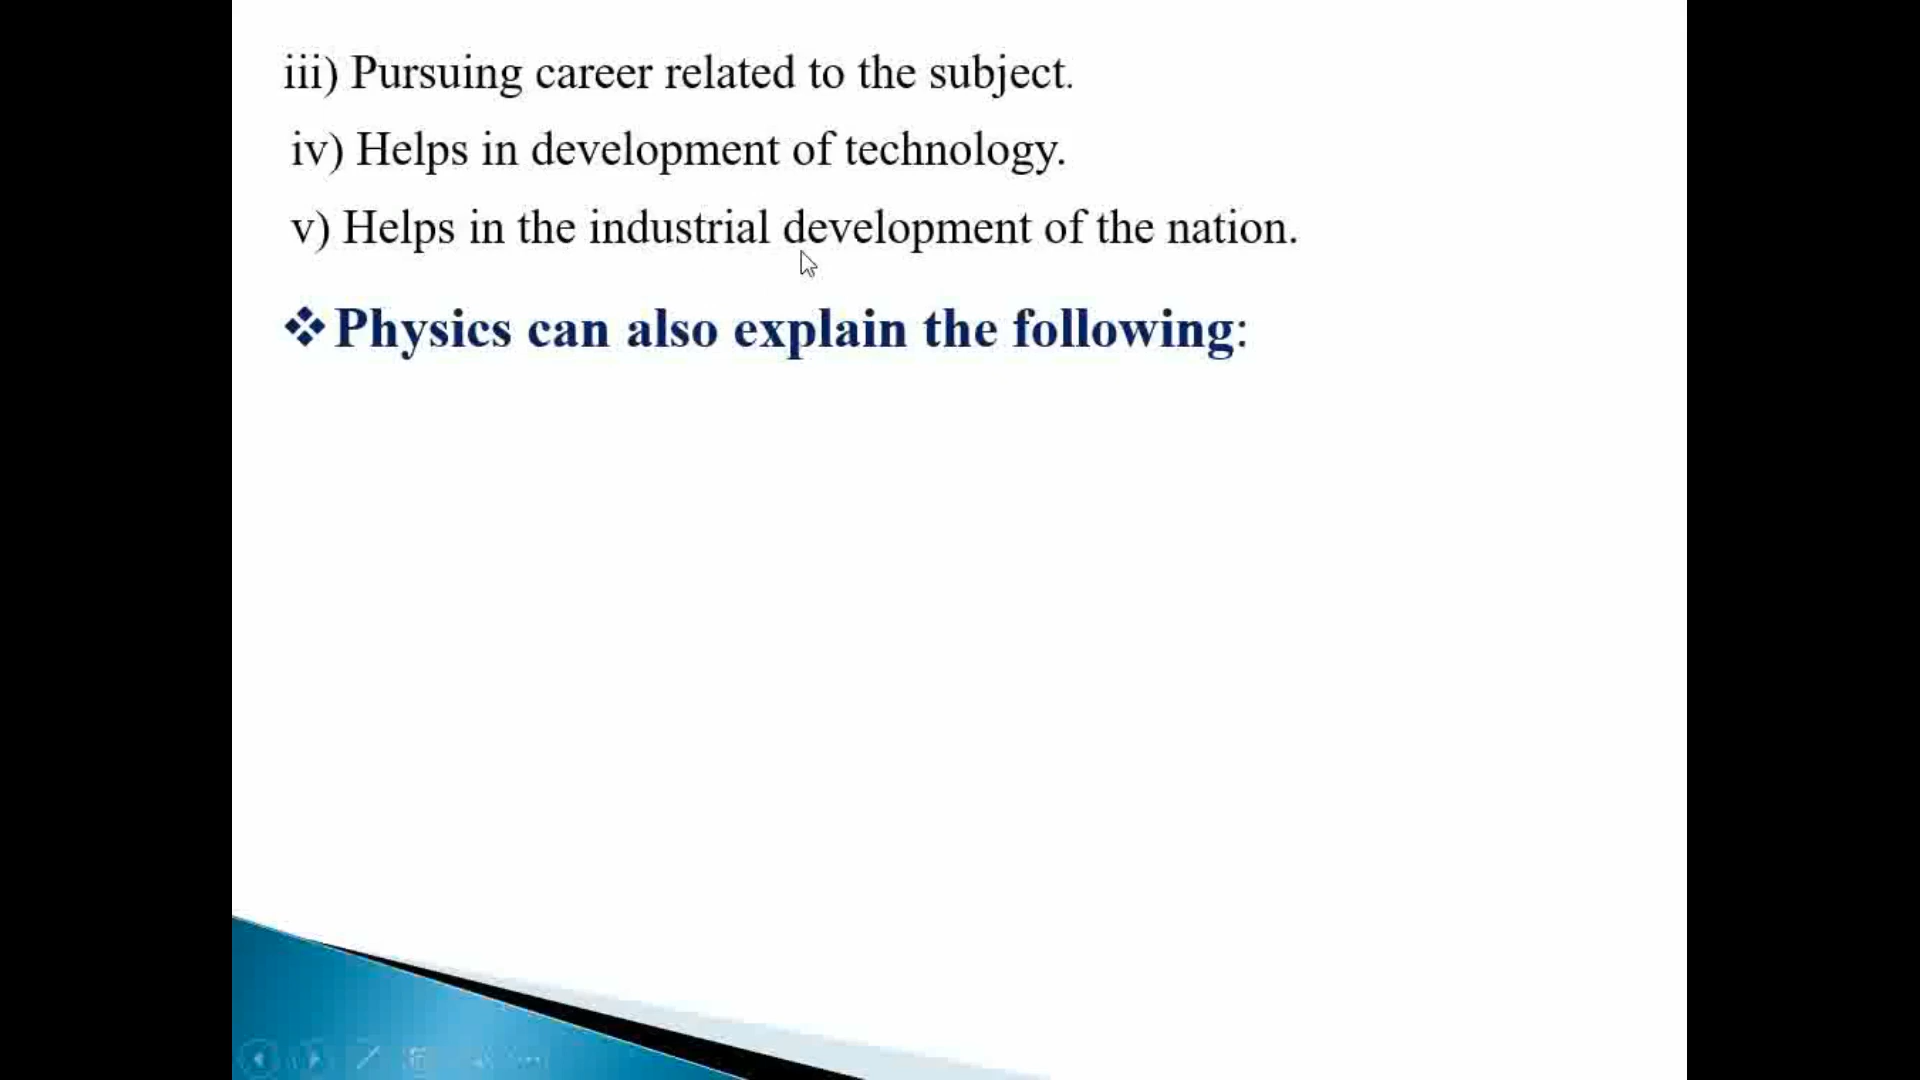 iii) Pursuing career related to the subject.
iv) Helps in development of technology.
v) Helps in the industrial development of the nation.
❖Physics can also explain the following: